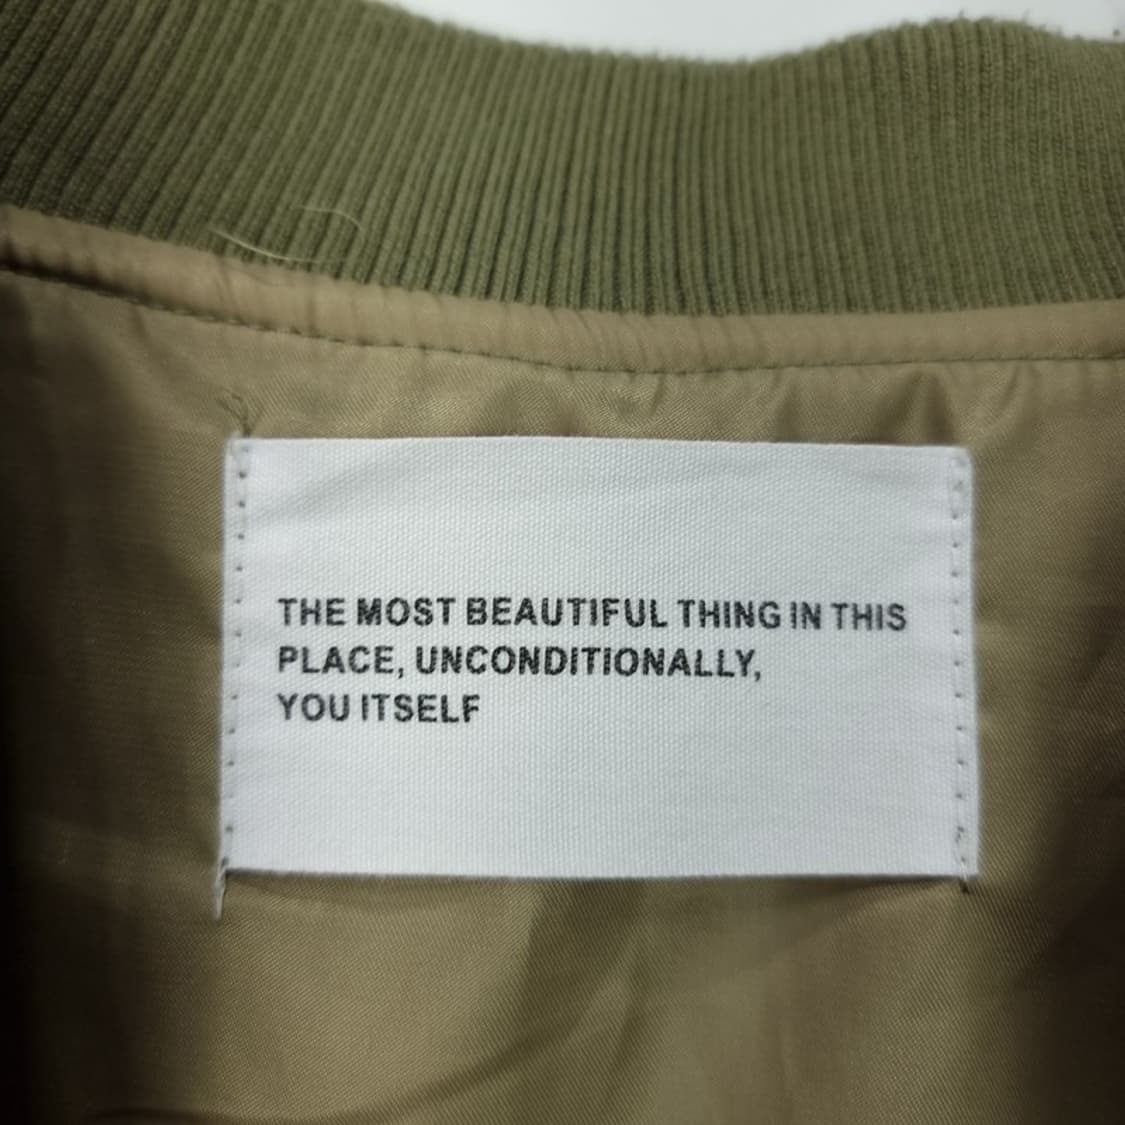 THE MOST BEAUTIFUL THING IN THIS
PLACE, UNCONDITIONALLY,
YOU ITSELF